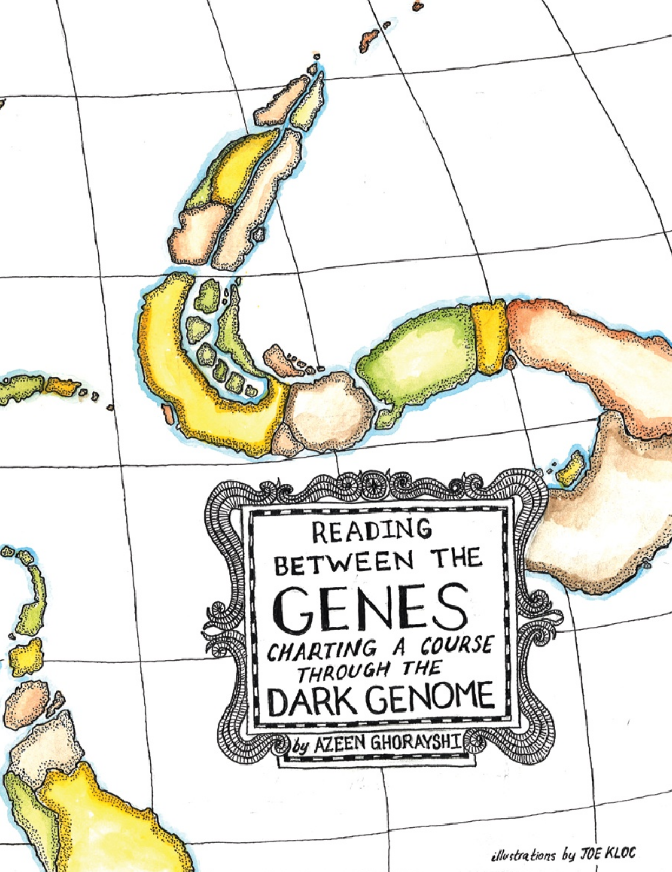 READING
BETWEEN THE
GENES
CHARTING A COURSE
THROUGH THE
DARK GENOME
by AZEEN GHORAYSHI
illustrations by JOE KLOC